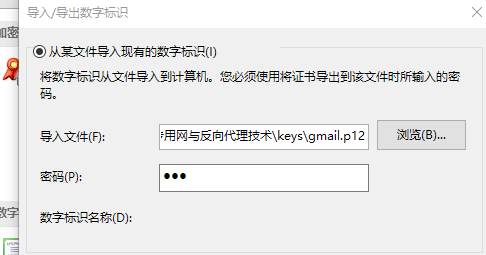 导入/导出数字标识
加密
从某文件导入现有的数字标识(I)
将数字标识从文件导入到计算机。您必须使用将证书导出到该文件时所输入的密
码。
导入文件(F):
用网与反向代理技术\keys\gmail.p12
浏览(B)...
密码(P):
●●●
数字
数字标识名称(D):